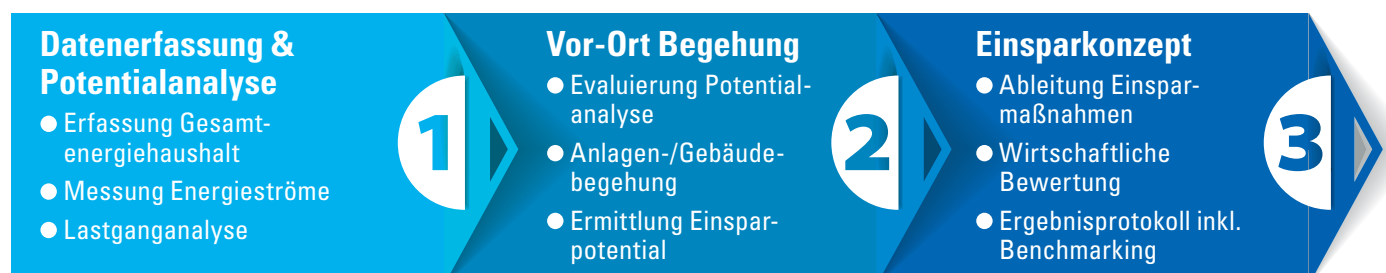 Datenerfassung &
Potentialanalyse
● Erfassung Gesamt-
energiehaushalt
● Messung Energieströme
● Lastganganalyse
1
Vor-Ort Begehung
● Evaluierung Potential-
analyse
● Anlagen-/Gebäude-
begehung
● Ermittlung Einspar-
potential
2
Einsparkonzept
● Ableitung Einspar-
maßnahmen
● Wirtschaftliche
Bewertung
● Ergebnisprotokoll inkl.
Benchmarking
3